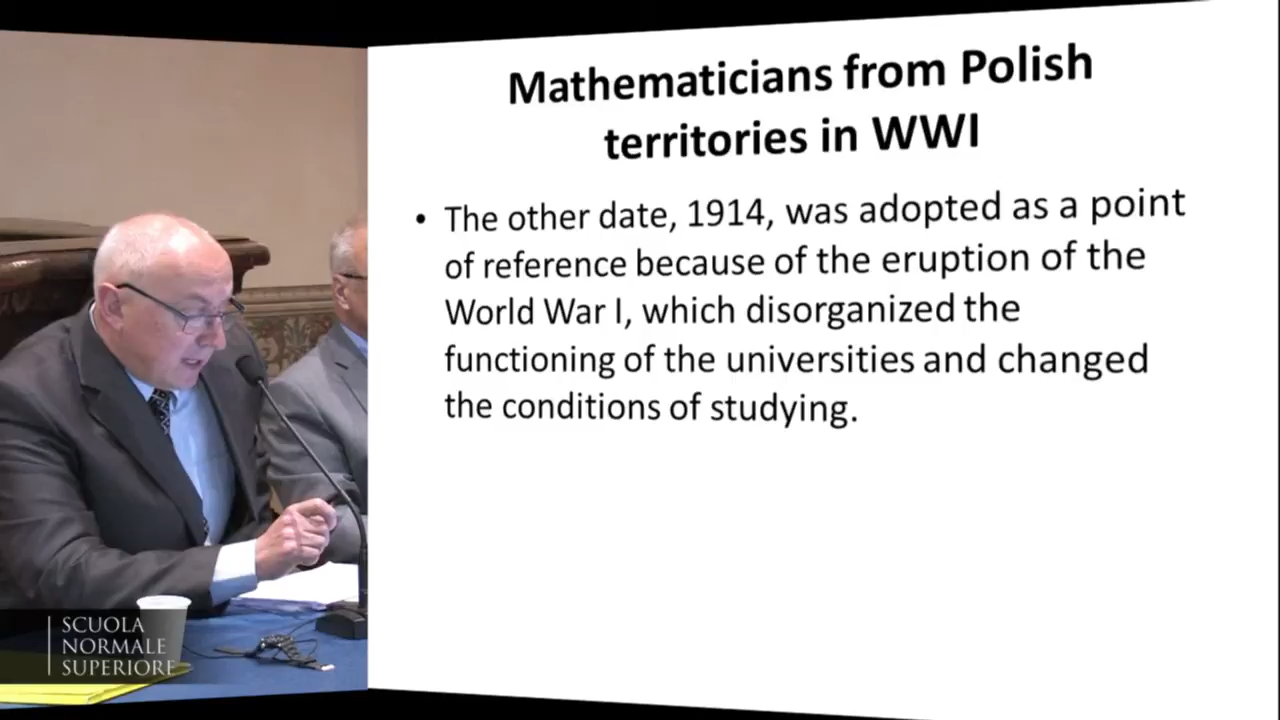 Mathematicians from Polish
territories in WWI
• The other date, 1914, was adopted as a point
of reference because of the eruption of the
World War I, which disorganized the
functioning of the universities and changed
the conditions of studying.
SCUOLA
NORMALE
SUPERIORE